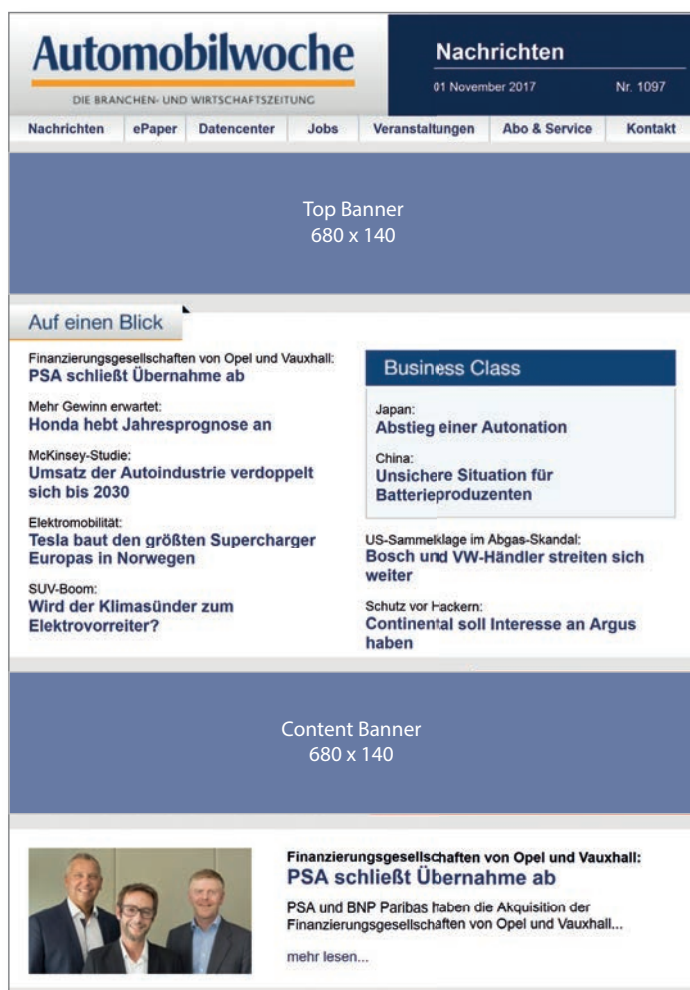 Automobilwoche
DIE BRANCHEN- UND WIRTSCHAFTSZEITUNG
Nachrichten
01 November 2017 Nr. 1097
Nachrichten ePaper Datencenter Jobs Veranstaltungen Abo & Service Kontakt
Top Banner
680 x 140
Auf einen Blick
Finanzierungsgesellschaften von Opel und Vauxhall:
PSA schließt Übernahme ab
Mehr Gewinn erwartet:
Honda hebt Jahresprognose an
McKinsey-Studie:
Umsatz der Autoindustrie verdoppelt
sich bis 2030
Elektromobilität:
Tesla baut den größten Supercharger
Europas in Norwegen
SUV-Boom:
Wird der Klimasünder zum
Elektrovorreiter?
Business Class
Japan:
Abstieg einer Autonation
China:
Unsichere Situation für
Batterieproduzenten
US-Sammelklage im Abgas-Skandal:
Bosch und VW-Händler streiten sich
weiter
Schutz vor Hackern:
Continental soll Interesse an Argus
haben
Content Banner
680 x 140
Finanzierungsgesellschaften von Opel und Vauxhall:
PSA schließt Übernahme ab
PSA und BNP Paribas haben die Akquisition der
Finanzierungsgesellschaften von Opel und Vauxhall...
mehr lesen...